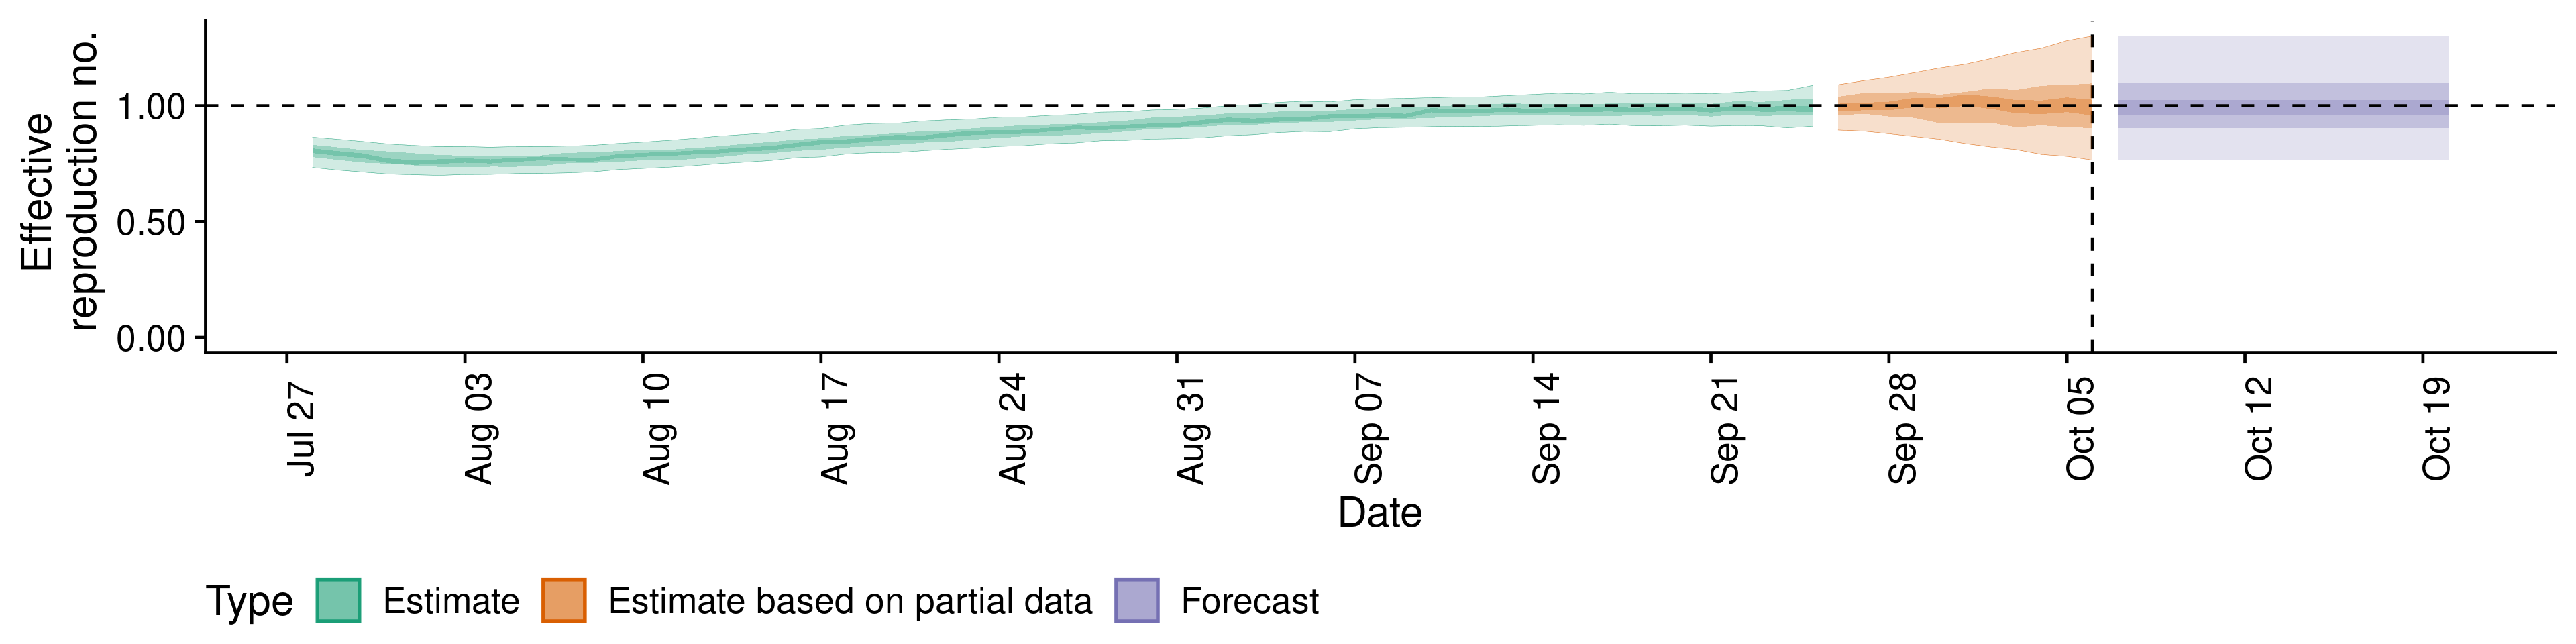 Effective
reproduction no.
1.00
0.50
0.00
Jul 27
Aug 03
Aug 10
Aug 17
Aug 24
Aug 31
Sep 07
Sep 14
Sep 21
Sep 28
Oct 05
Oct 12
Oct 19
Date
Type Estimate Estimate based on partial data Forecast